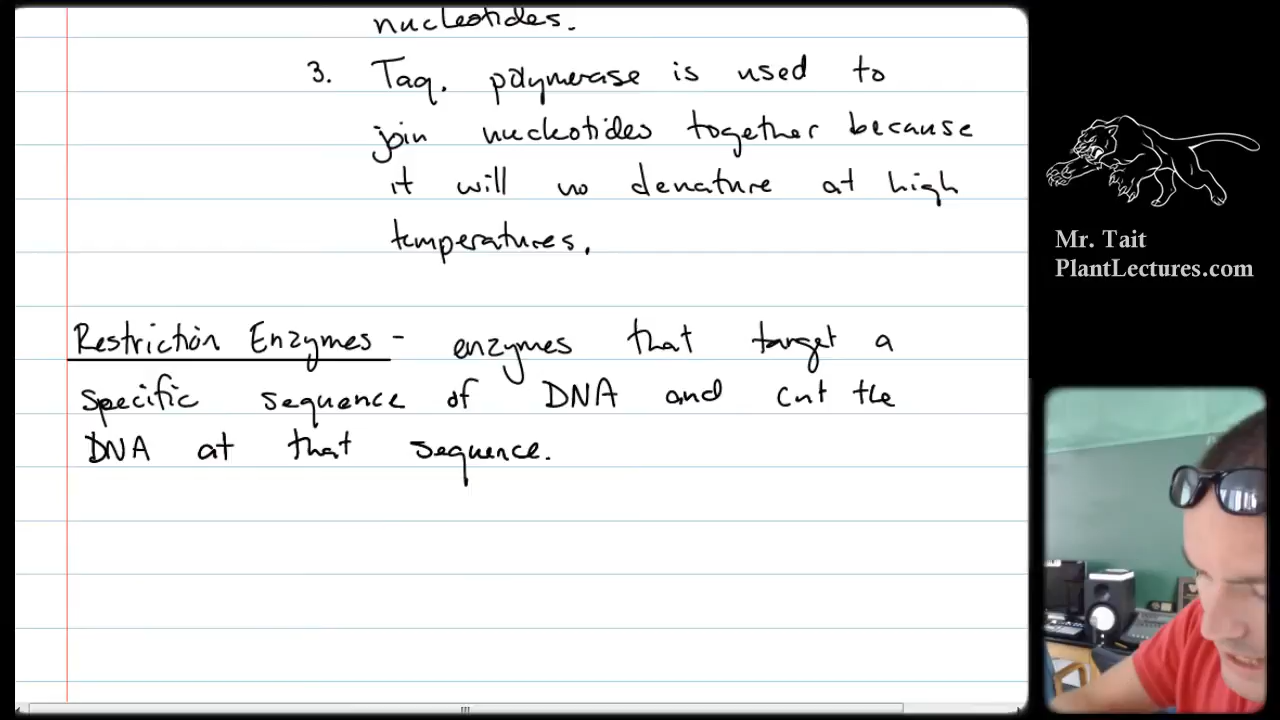 nucleotides.
3. Taq. polymerase is used to
join nucleotides together because
it will no denature at high
temperatures.
Mr. Tait
PlantLectures.com
Restriction Enzymes - enzymes that target a
specific sequence of DNA and cut the
DNA at that sequence.